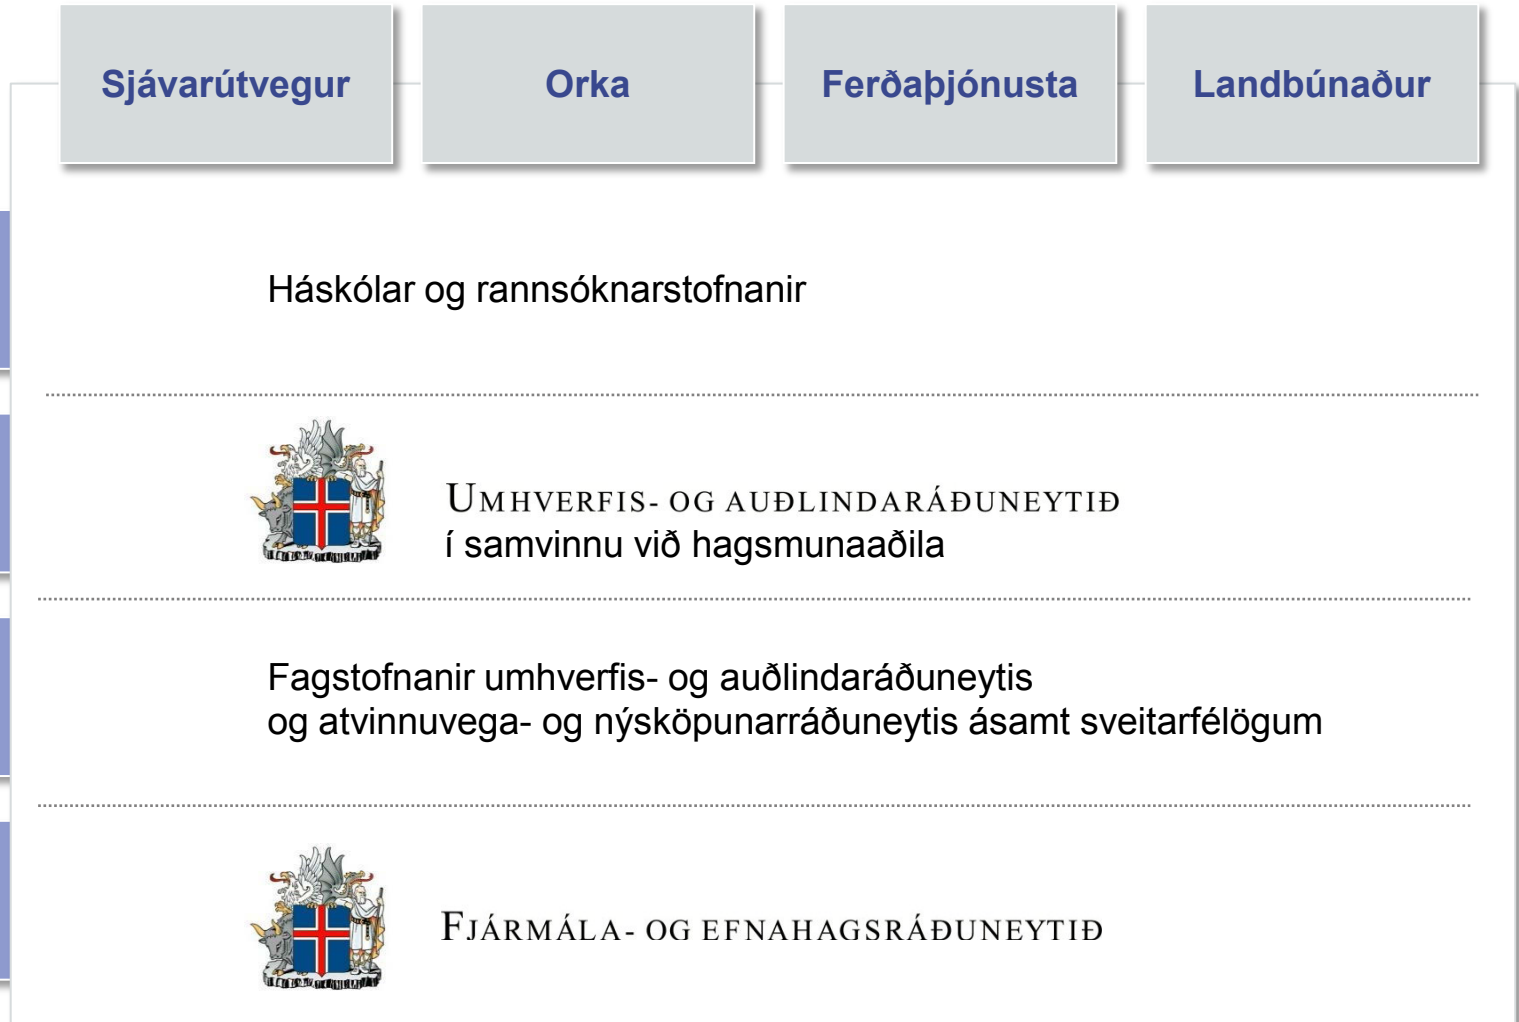 Sjávarútvegur
Orka
Ferðaþjónusta
Landbúnaður
Háskólar og rannsóknarstofnanir
UMHVERFIS- OG AUÐLINDARÁÐUNEYTIÐ
í samvinnu við hagsmunaaðila
Fagstofnanir umhverfis- og auðlindaráðuneytis
og atvinnuvega- og nýsköpunarráðuneytis ásamt sveitarfélögum
FJÁRMÁLA- OG EFNAHAGSRÁÐUNEYTIÐ